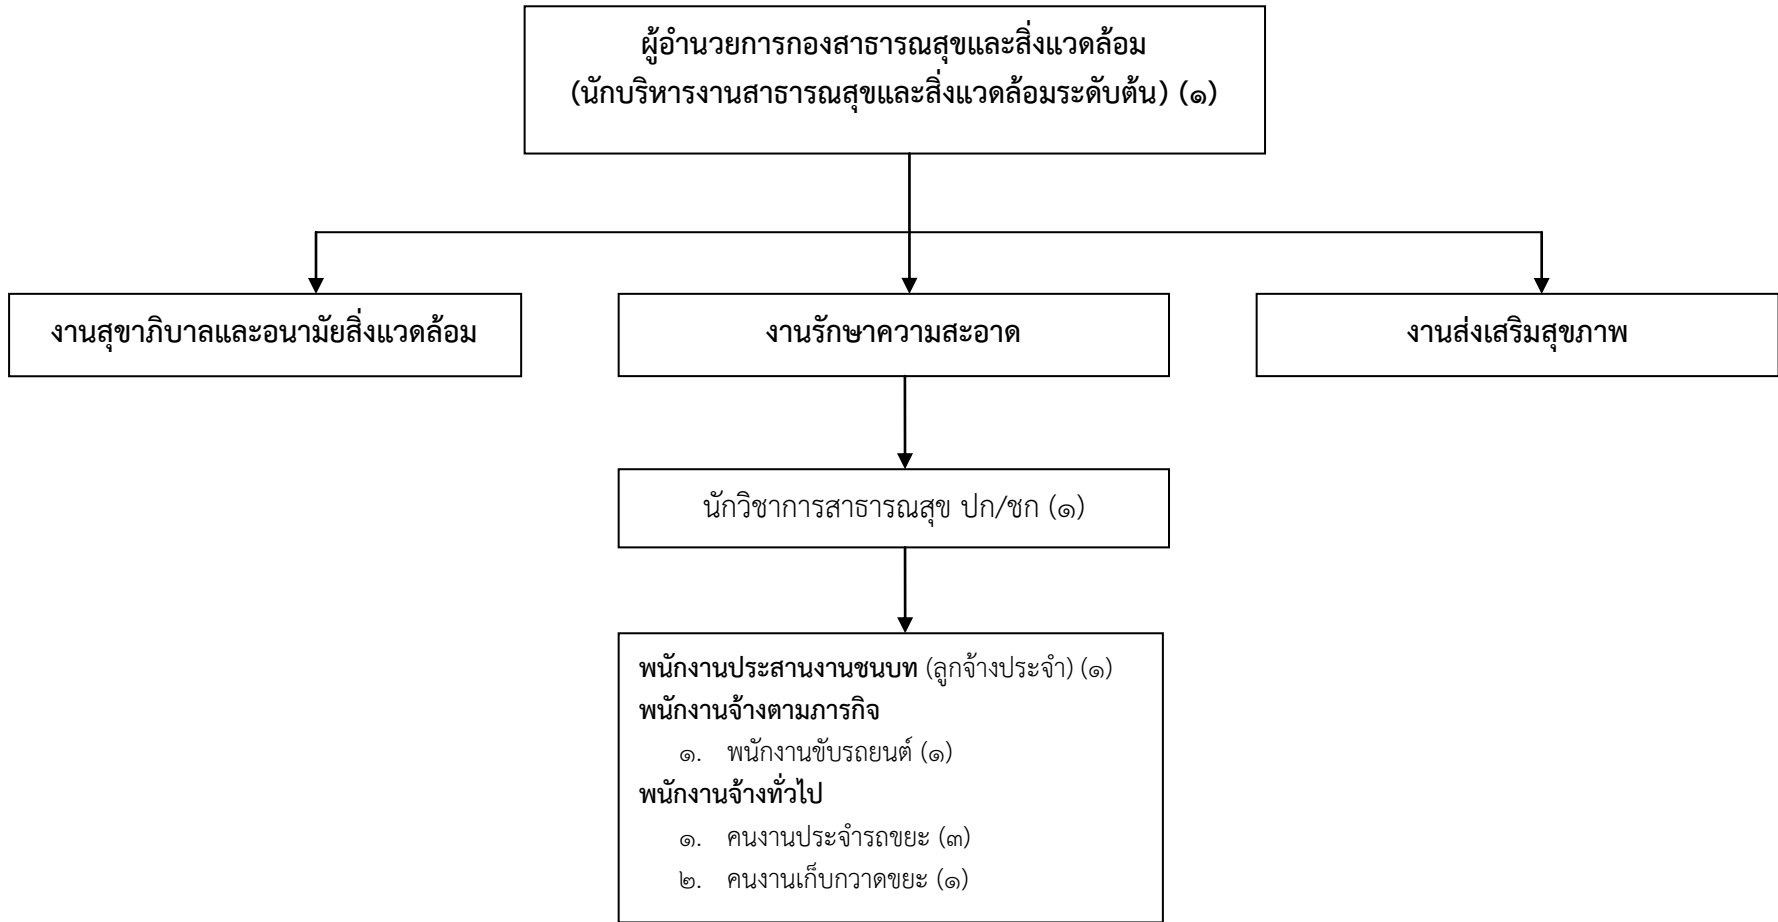 ผู้อำนวยการกองสาธารณสุขและสิ่งแวดล้อม
(นักบริหารงานสาธารณสุขและสิ่งแวดล้อมระดับต้น) (๑)
งานสุขาภิบาลและอนามัยสิ่งแวดล้อม
งานรักษาความสะอาด
งานส่งเสริมสุขภาพ
นักวิชาการสาธารณสุข ปก/ชก (๑)
พนักงานประสานงานชนบท (ลูกจ้างประจำ) (๑)
พนักงานจ้างตามภารกิจ
๑. พนักงานขับรถยนต์ (๑)
พนักงานจ้างทั่วไป
๑. คนงานประจำรถขยะ (๓)
๒. คนงานเก็บกวาดขยะ (๑)